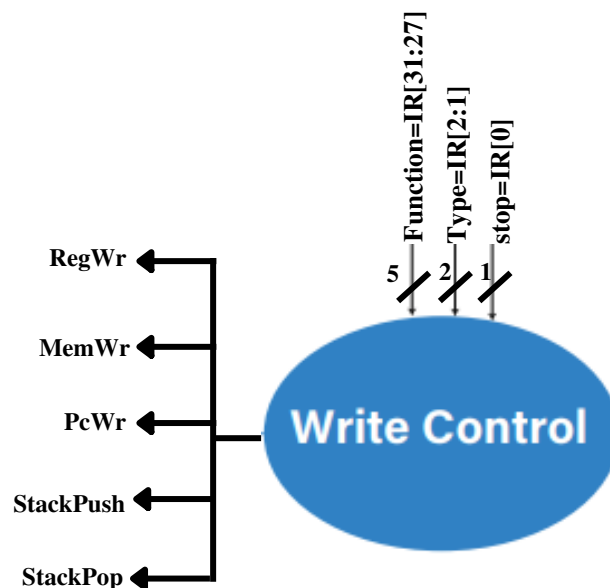 Function=IR[31:27]
Type=IR[2:1]
stop=IR[0]
5
2
1
RegWr
MemWr
PcWr
StackPush
StackPop
Write Control